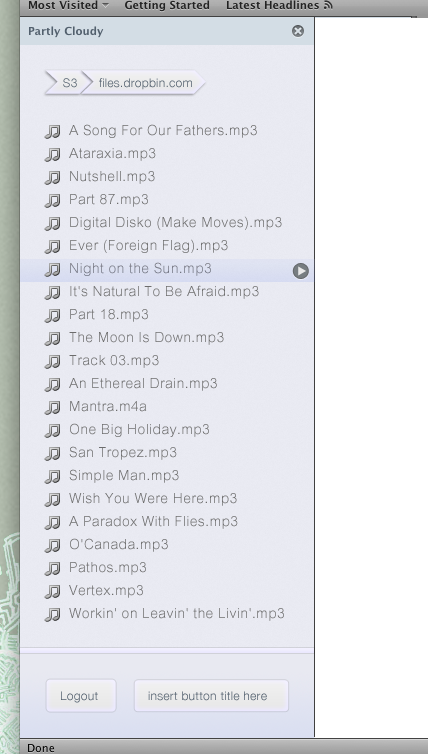 Most Visited Getting Started Latest Headlines
Partly Cloudy
S3 files.dropbin.com
A Song For Our Fathers.mp3
Ataraxia.mp3
Nutshell.mp3
Part 87.mp3
Digital Disko (Make Moves).mp3
Ever (Foreign Flag).mp3
Night on the Sun.mp3
It's Natural To Be Afraid.mp3
Part 18.mp3
The Moon Is Down.mp3
Track 03.mp3
An Ethereal Drain.mp3
Mantra.m4a
One Big Holiday.mp3
San Tropez.mp3
Simple Man.mp3
Wish You Were Here.mp3
A Paradox With Flies.mp3
O'Canada.mp3
Pathos.mp3
Vertex.mp3
Workin' on Leavin' the Livin'.mp3
Logout insert button title here
Done